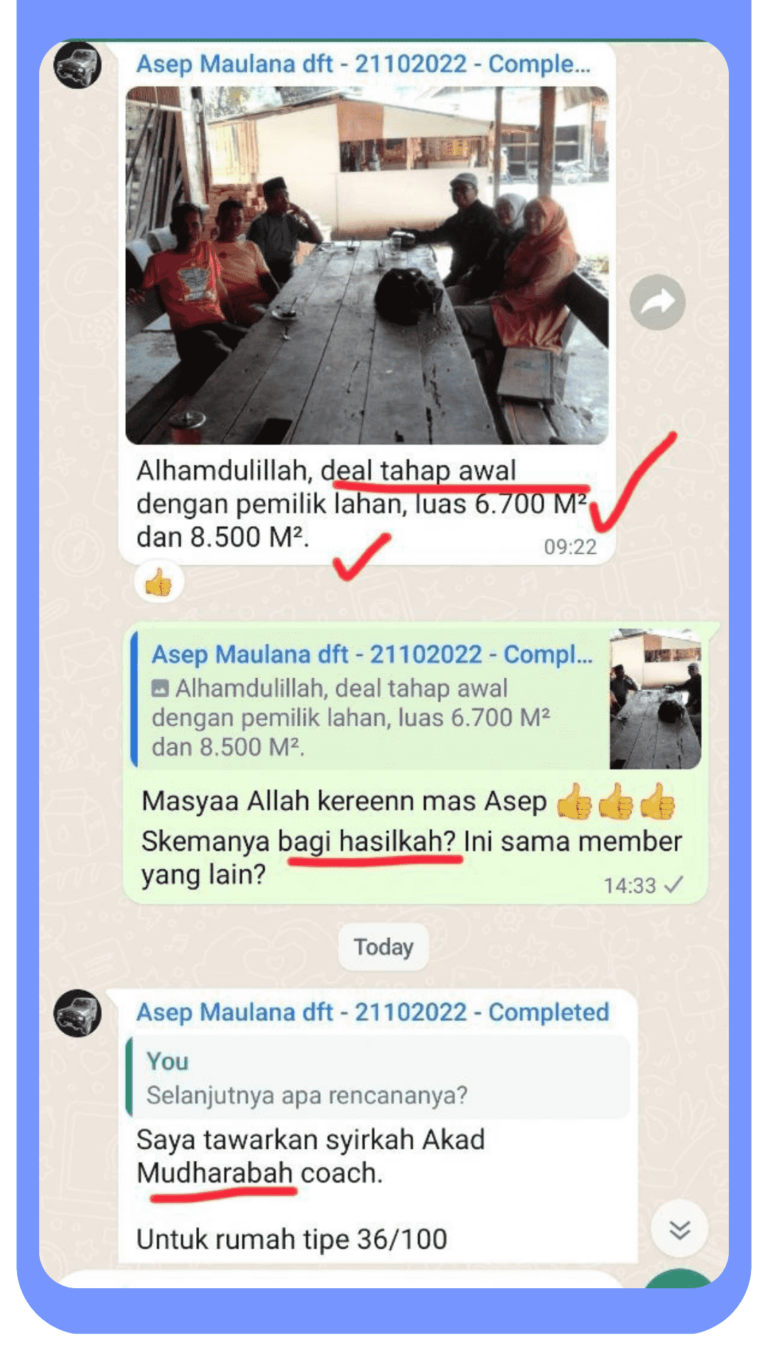 Asep Maulana dft - 21102022 - Comple...
Alhamdulillah, deal tahap awal
dengan pemilik lahan, luas 6.700 M²
dan 8.500 M².
09:22
Asep Maulana dft - 21102022 - Compl...
Alhamdulillah, deal tahap awal
dengan pemilik lahan, luas 6.700 M²
dan 8.500 M².
Masyaa Allah kereenn mas Asep 👍👍👍
Skemanya bagi hasilkah? Ini sama member
yang lain?
14:33
Today
Asep Maulana dft - 21102022 - Completed
You
Selanjutnya apa rencananya?
Saya tawarkan syirkah Akad
Mudharabah coach.
Untuk rumah tipe 36/100